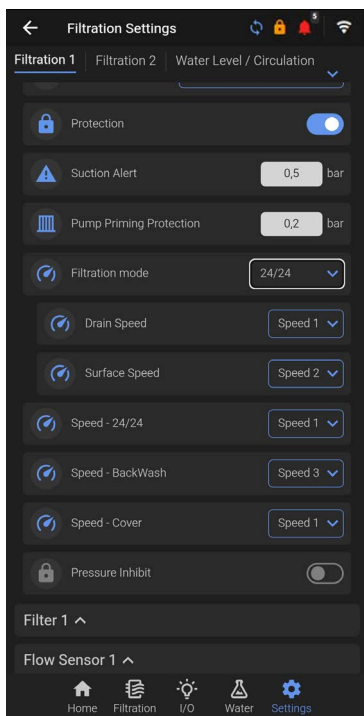 Filtration Settings
5
Filtration 1 Filtration 2 Water Level / Circulation
Protection
Suction Alert 0,5 bar
Pump Priming Protection 0,2 bar
Filtration mode 24/24
Drain Speed Speed 1
Surface Speed Speed 2
Speed - 24/24 Speed 1
Speed - BackWash Speed 3
Speed - Cover Speed 1
Pressure Inhibit
Filter 1
Flow Sensor 1
Home Filtration I/O Water Settings